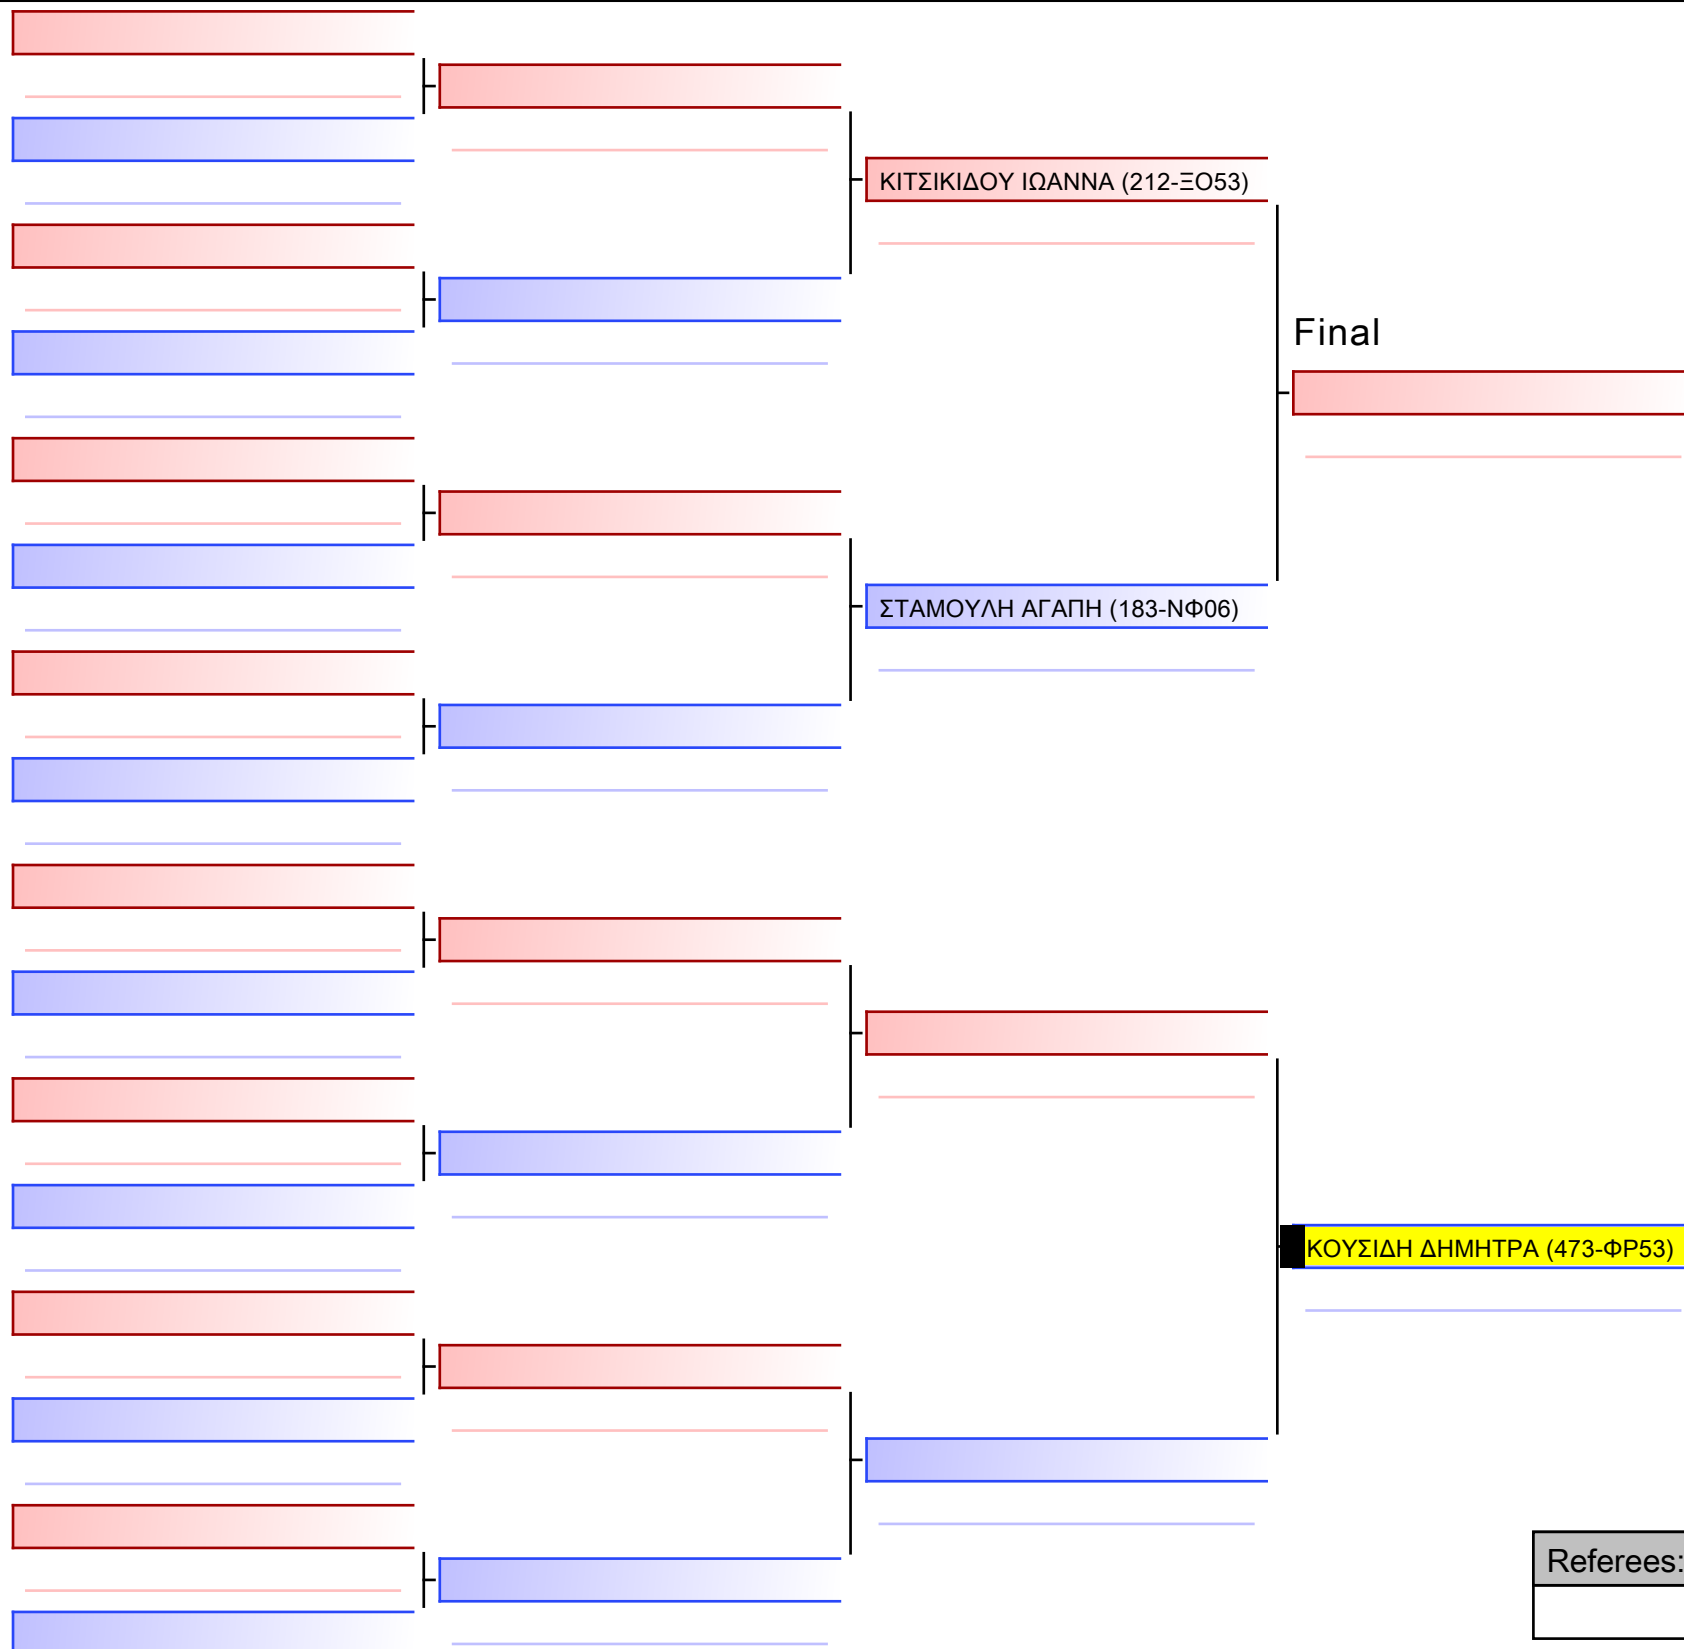 ΚΙΤΣΙΚΙΔΟΥ ΙΩΑΝΝΑ (212-ΞΟ53)
Final
ΣΤΑΜΟΥΛΗ ΑΓΑΠΗ (183-ΝΦ06)
ΚΟΥΣΙΔΗ ΔΗΜΗΤΡΑ (473-ΦΡ53)
Referees: